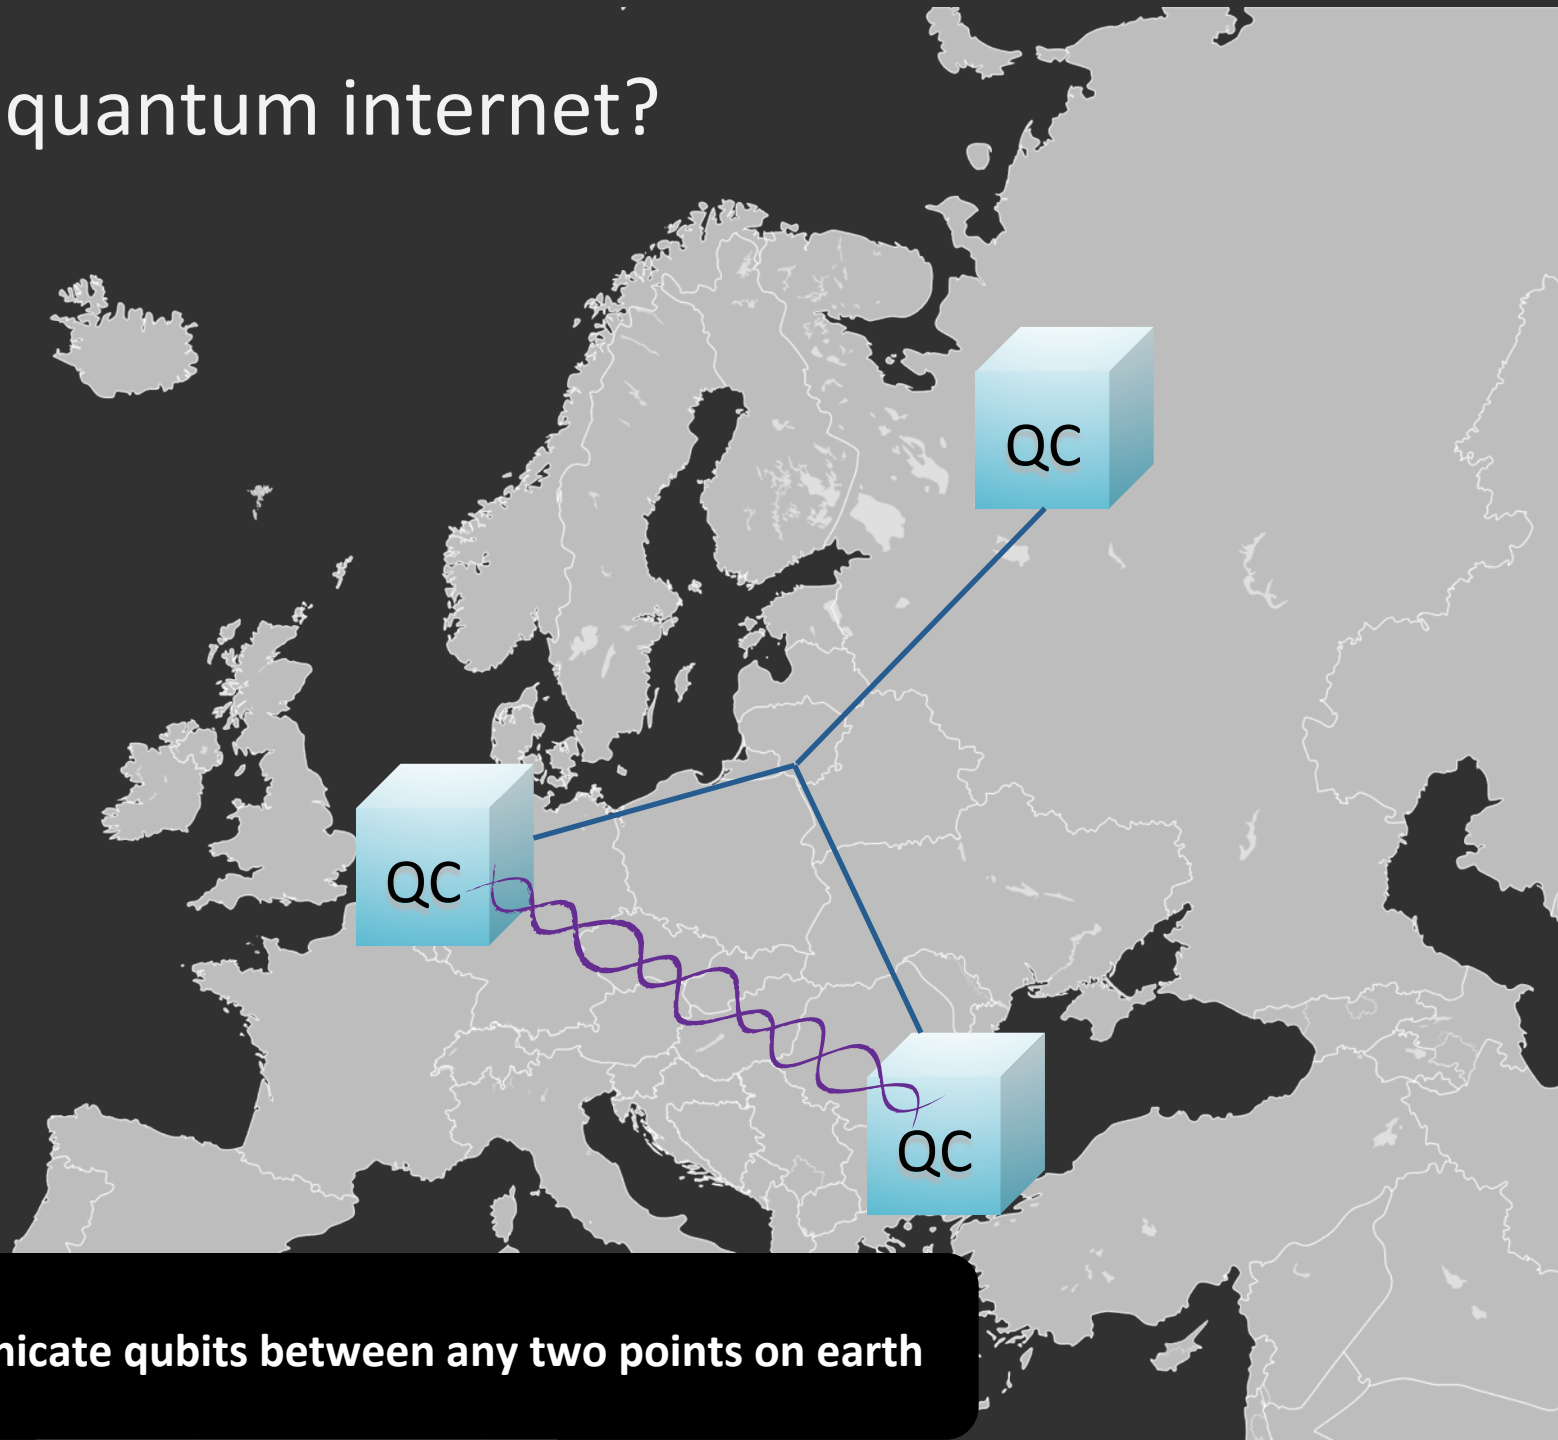 quantum internet?
QC
QC
QC
nicate qubits between any two points on earth